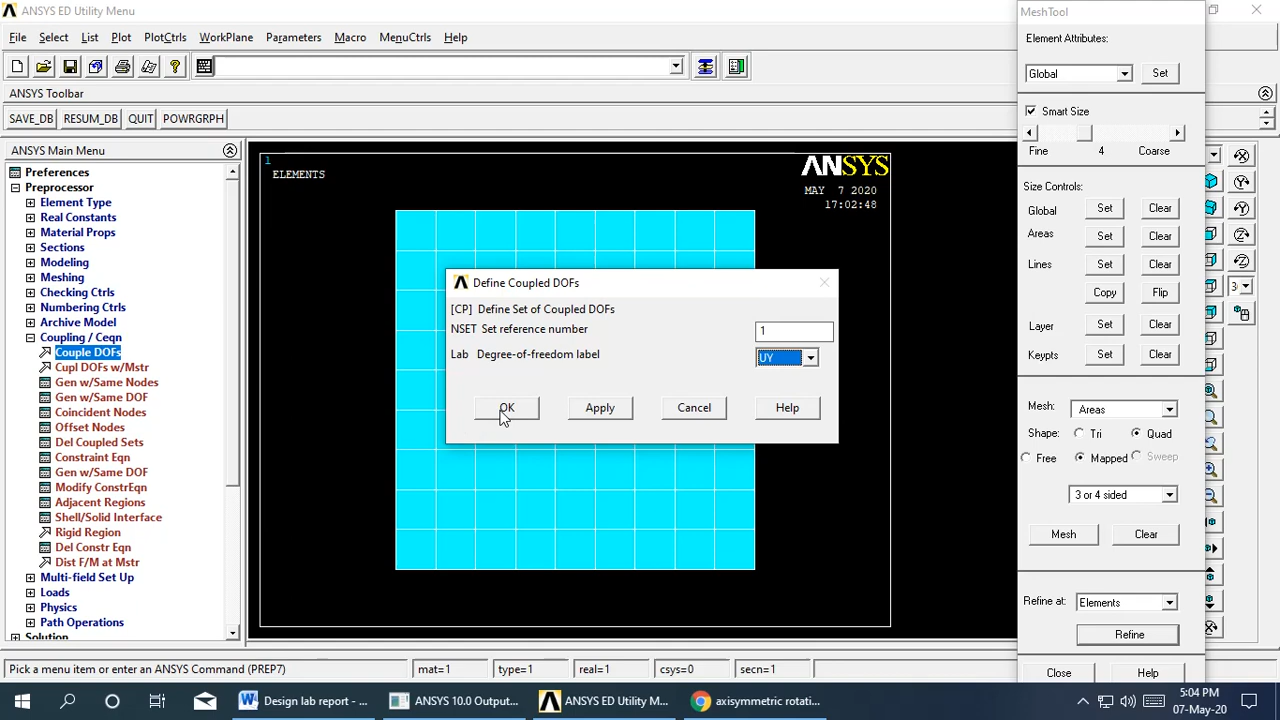 ANSYS ED Utility Menu
File Select List Plot PlotCtrls WorkPlane Parameters Macro MenuCtrls Help
ANSYS Toolbar
SAVE_DB RESUM_DB QUIT POWRGRPH
ANSYS Main Menu
Preferences
Preprocessor
Element Type
Real Constants
Material Props
Sections
Modeling
Meshing
Checking Ctrls
Numbering Ctrls
Archive Model
Coupling / Ceqn
Couple DOFs
Cupl DOFs w/Mstr
Gen w/Same Nodes
Gen w/Same DOF
Coincident Nodes
Offset Nodes
Del Coupled Sets
Constraint Eqn
Gen w/Same DOF
Modify ConstrEqn
Adjacent Regions
Shell/Solid Interface
Rigid Region
Del Constr Eqn
Dist F/M at Mstr
Multi-field Set Up
Loads
Physics
Path Operations
Solution
1
ELEMENTS
ANSYS
MAY 7 2020
17:02:48
Define Coupled DOFs
[CP] Define Set of Coupled DOFs
NSET Set reference number 1
Lab Degree-of-freedom label UY
OK Apply Cancel Help
MeshTool
Element Attributes:
Global Set
Smart Size
Fine 4 Coarse
Size Controls:
Global Set Clear
Areas Set Clear
Lines Set Clear
Copy Flip
Layer Set Clear
Keypts Set Clear
Mesh: Areas
Shape: Tri Quad
Free Mapped Sweep
3 or 4 sided
Mesh Clear
Refine at: Elements
Refine
Close Help
3
Pick a menu item or enter an ANSYS Command (PREP7) mat=1 type=1 real=1 csys=0 secn=1
Design lab report - ... ANSYS 10.0 Output... ANSYS ED Utility M... axisymmetric rotati...
5:04 PM
07-May-20